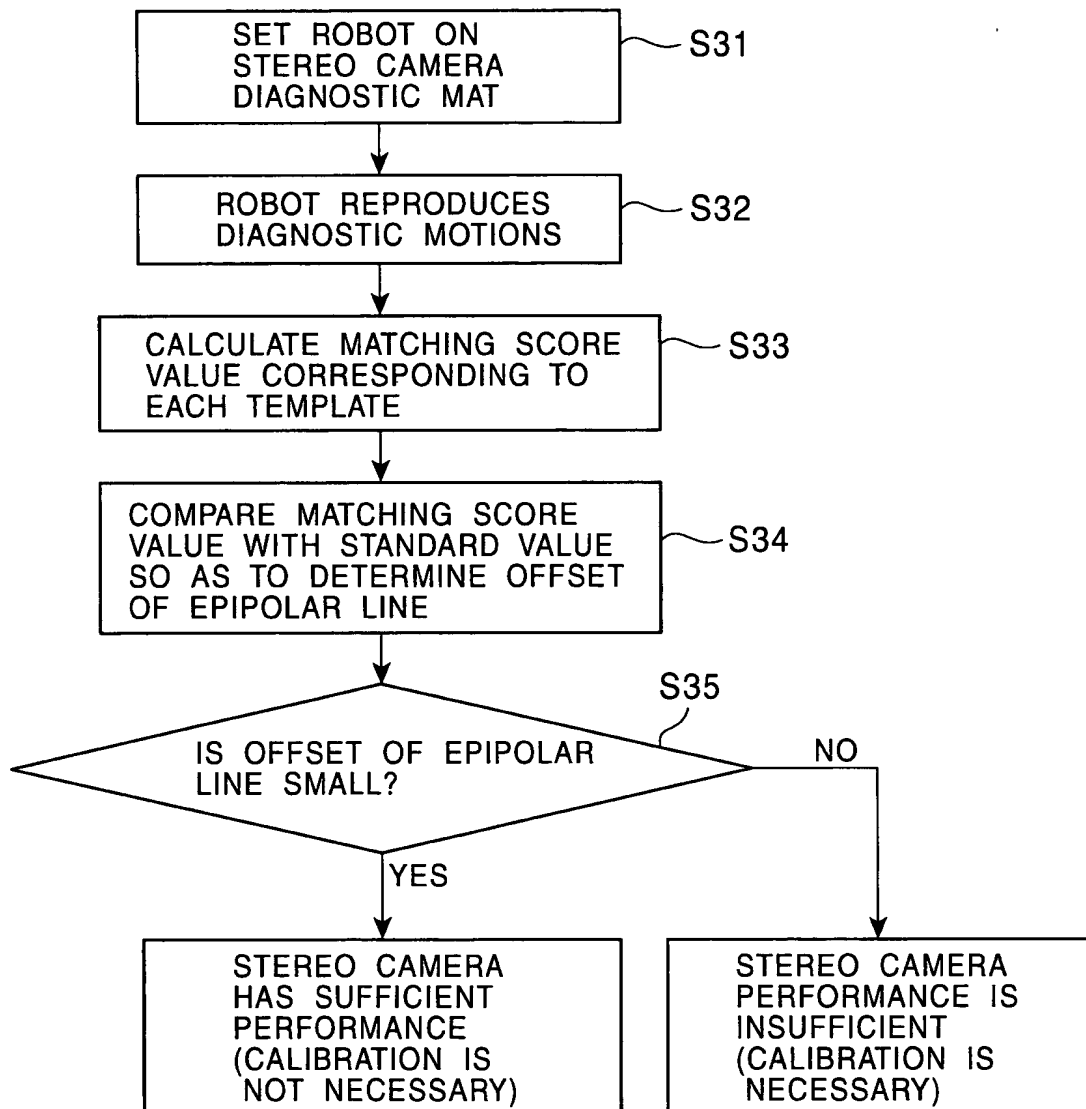 SET ROBOT ON
STEREO CAMERA
DIAGNOSTIC MAT
S31
ROBOT REPRODUCES
DIAGNOSTIC MOTIONS
S32
CALCULATE MATCHING SCORE
VALUE CORRESPONDING TO
EACH TEMPLATE
S33
COMPARE MATCHING SCORE
VALUE WITH STANDARD VALUE
SO AS TO DETERMINE OFFSET
OF EPIPOLAR LINE
S34
S35
IS OFFSET OF EPIPOLAR
LINE SMALL?
NO
YES
STEREO CAMERA
HAS SUFFICIENT
PERFORMANCE
(CALIBRATION IS
NOT NECESSARY)
STEREO CAMERA
PERFORMANCE IS
INSUFFICIENT
(CALIBRATION IS
NECESSARY)